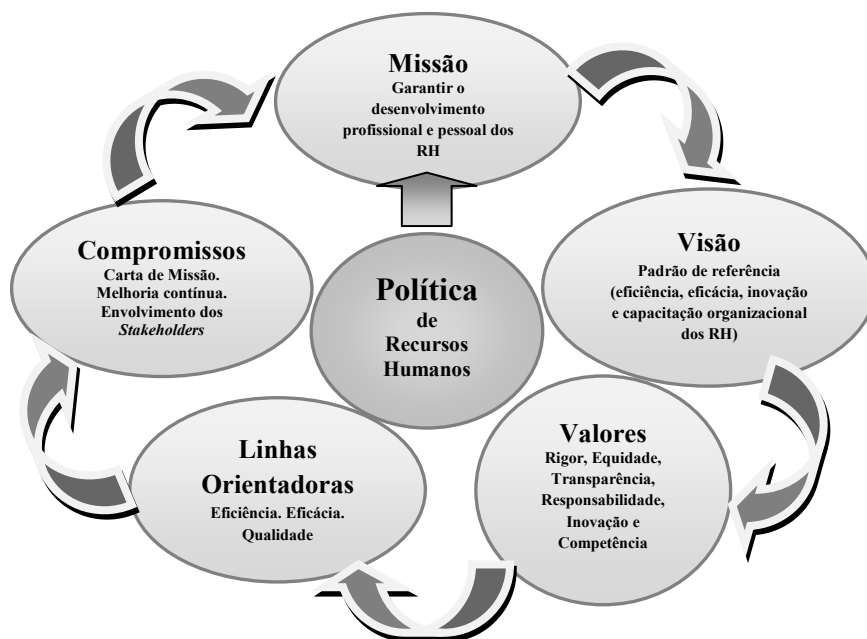 Missão
Garantir o
desenvolvimento
profissional e pessoal dos
RH
Visão
Padrão de referência
(eficiência, eficácia, inovação
e capacitação organizacional
dos RH)
Valores
Rigor, Equidade,
Transparência,
Responsabilidade,
Inovação e
Competência
Linhas
Orientadoras
Eficiência. Eficácia.
Qualidade
Compromissos
Carta de Missão.
Melhoria contínua.
Envolvimento dos
Stakeholders
Política
de
Recursos
Humanos